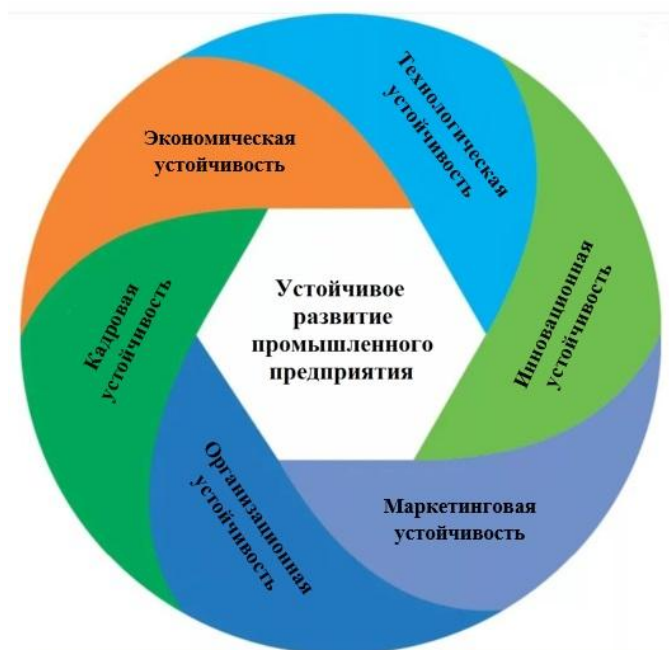 Технологическая
устойчивость
Экономическая
устойчивость
Инновационная
устойчивость
Кадровая
устойчивость
Устойчивое
развитие
промышленного
предприятия
Маркетинговая
устойчивость
Организационная
устойчивость